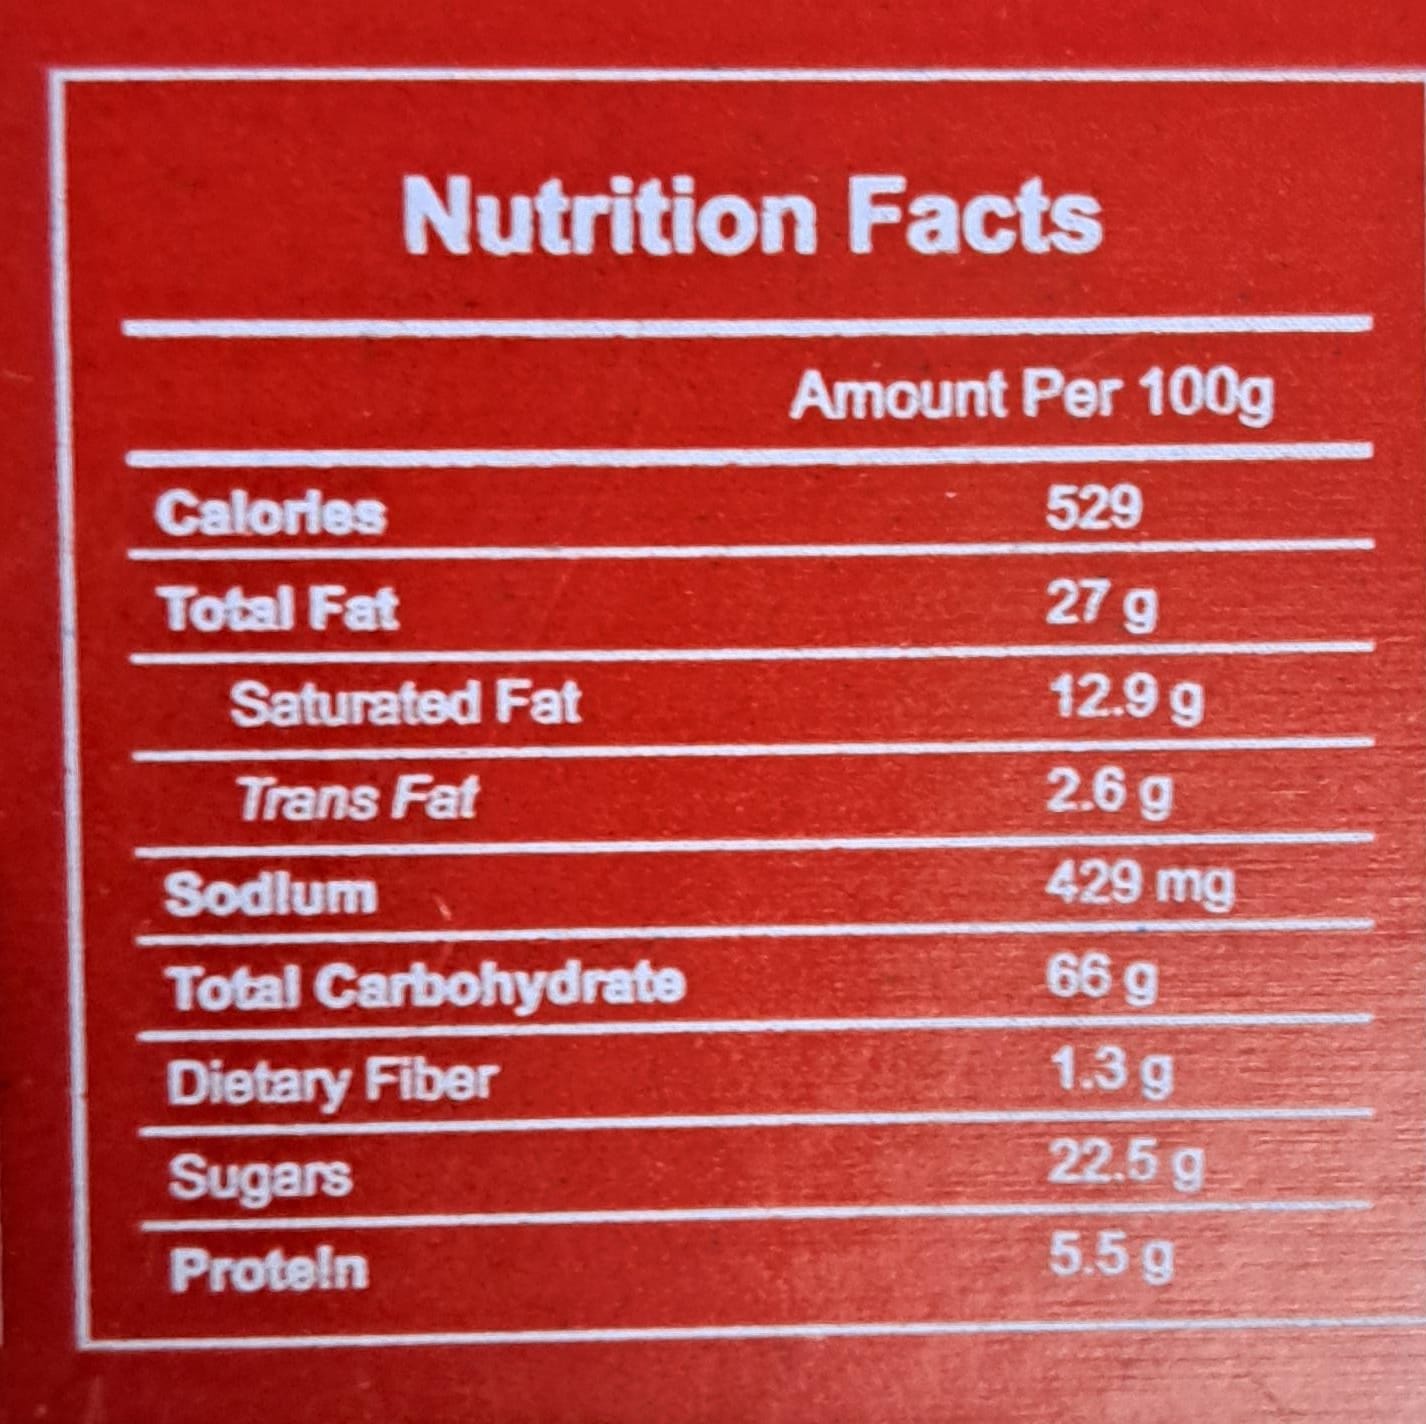 Nutrition Facts
Amount Per 100g
Calories 529
Total Fat 27 g
Saturated Fat 12.9 g
Trans Fat 2.6 g
Sodium 429 mg
Total Carbohydrate 66 g
Dietary Fiber 1.3 g
Sugars 22.5 g
Protein 5.5 g